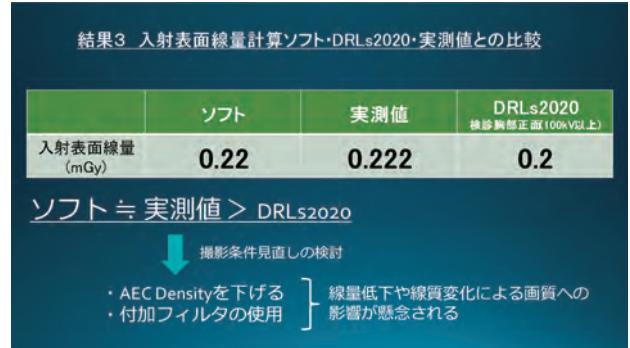 結果3 入射表面線量計算ソフト・DRLs2020・実測値との比較
ソフト 実測値 DRLs2020
検診胸部正面(100kV以上)
入射表面線量
(mGy)
0.22 0.222 0.2
ソフト ≒ 実測値 > DRLs2020
撮影条件見直しの検討
・AEC Densityを下げる
・付加フィルタの使用
線量低下や線質変化による画質への
影響が懸念される